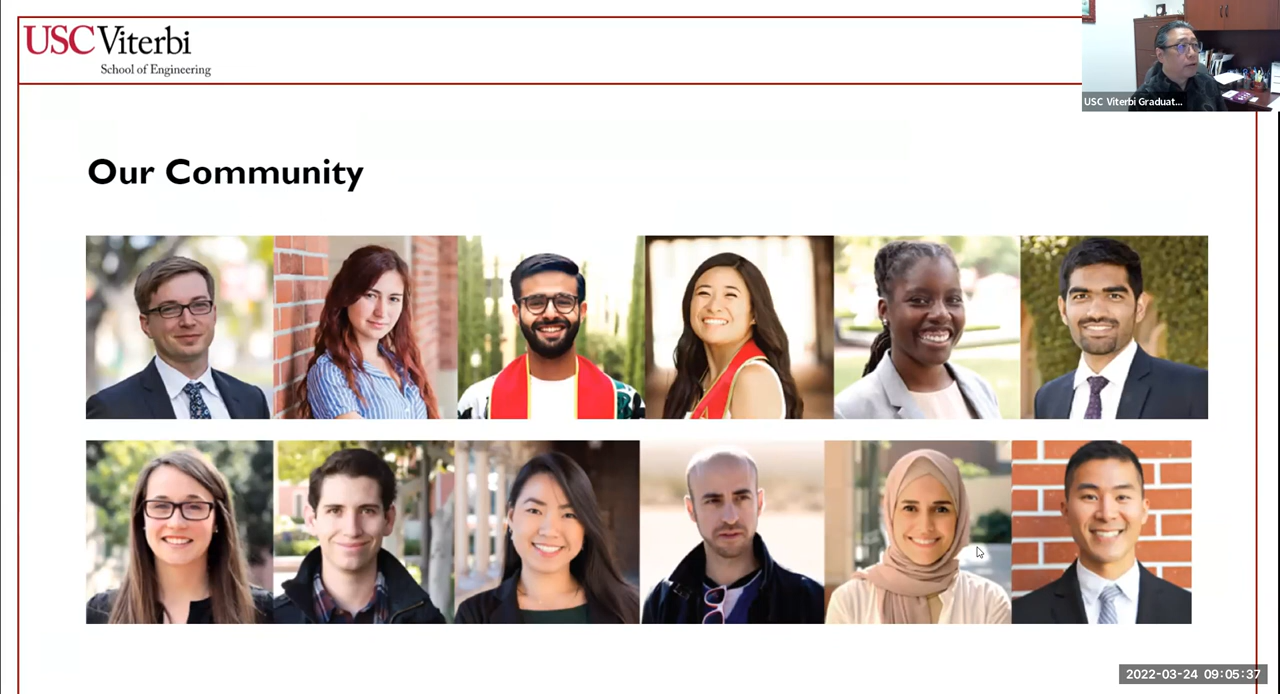 USC Viterbi
School of Engineering
USC Viterbi Graduat...
Our Community
2022-03-24 09:05:37